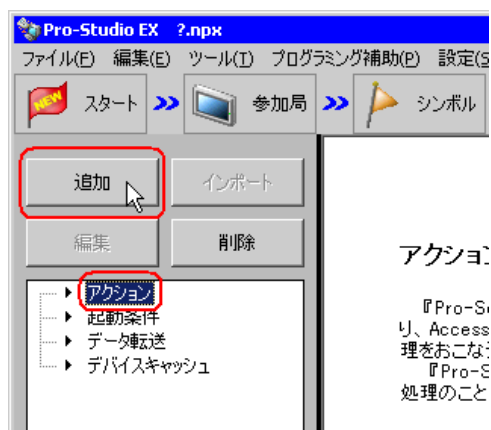 Pro-Studio EX ?.npx
ファイル(F) 編集(E) ツール(T) プログラミング補助(P) 設定(S
NEW スタート 参加局 シンボル
追加 インポート
編集 削除
アクション
起動条件
データ転送
デバイスキャッシュ
アクション
『Pro-Se
り、Access
理をおこな
『Pro-S
処理のこと